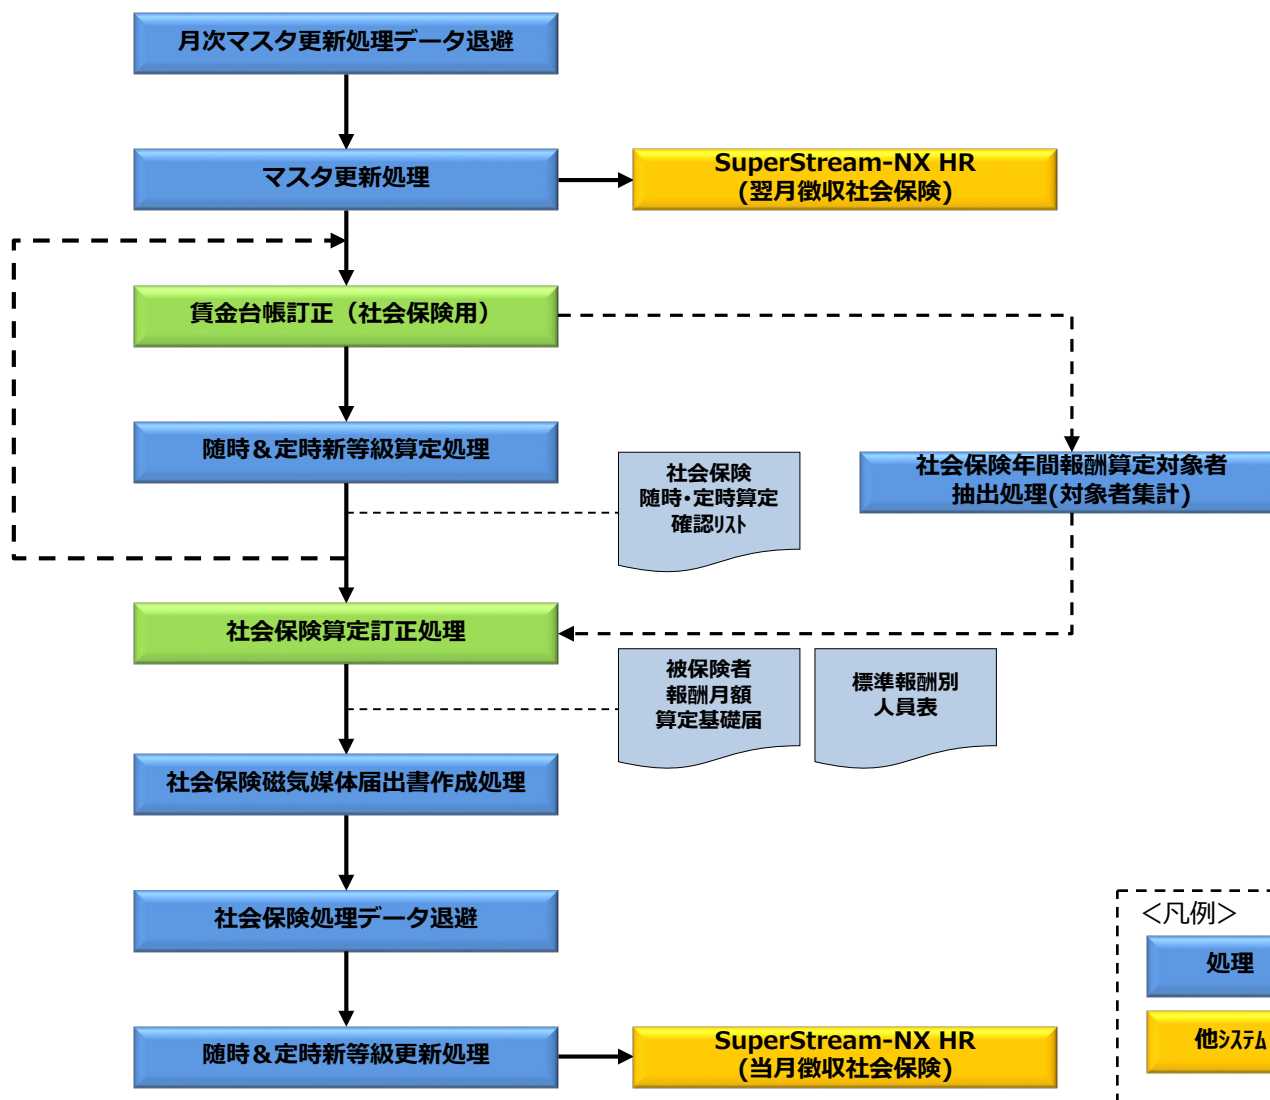 月次マスタ更新処理データ退避
マスタ更新処理
SuperStream-NX HR
(翌月徴収社会保険)
賃金台帳訂正（社会保険用）
随時＆定時新等級算定処理
社会保険
随時・定時算定
確認ﾘｽﾄ
社会保険年間報酬算定対象者
抽出処理(対象者集計)
社会保険算定訂正処理
被保険者
報酬月額
算定基礎届
標準報酬別
人員表
社会保険磁気媒体届出書作成処理
社会保険処理データ退避
＜凡例＞
処理
随時＆定時新等級更新処理
SuperStream-NX HR
(当月徴収社会保険)
他ｼｽﾃﾑ